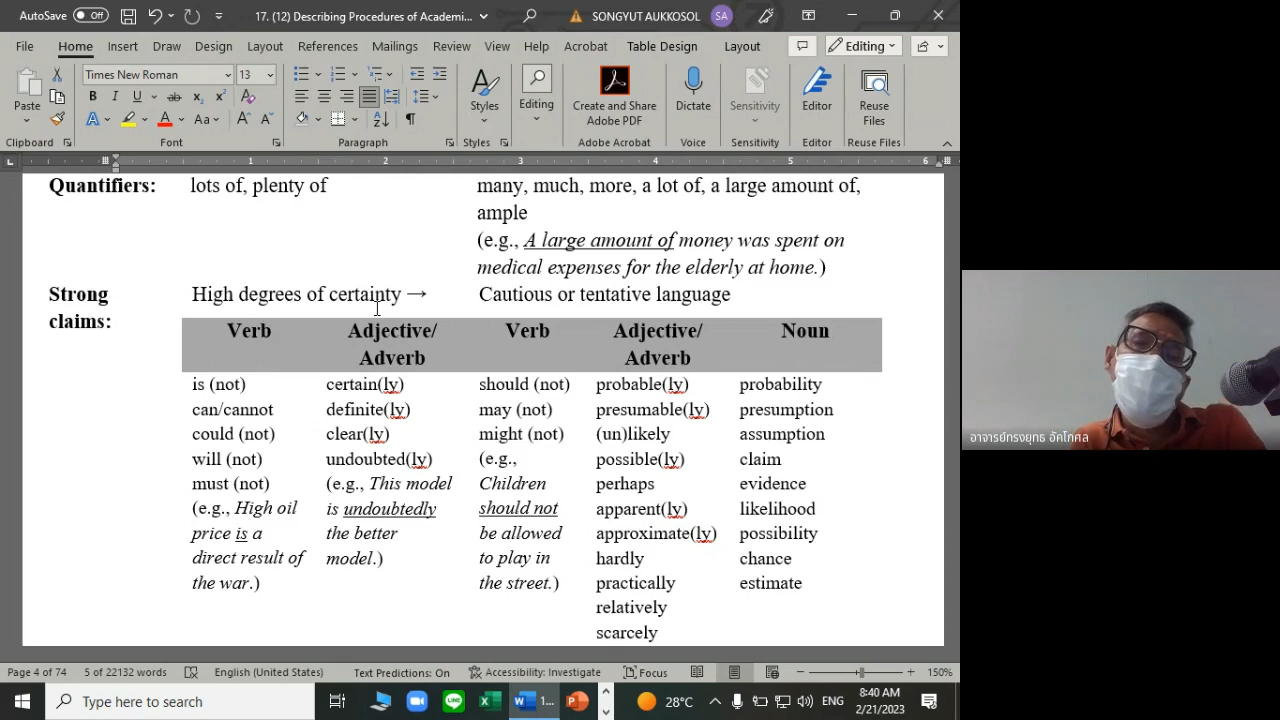 AutoSave Off 17. (12) Describing Procedures of Academi... SONGYUT AUKKOSOL SA
File Home Insert Draw Design Layout References Mailings Review View Help Acrobat Table Design Layout Editing
Times New Roman 13
Paste Styles Editing Create and Share Adobe PDF Dictate Sensitivity Editor Reuse Files
Clipboard Font Paragraph Styles Adobe Acrobat Voice Sensitivity Editor Reuse Files
1 2 3 4 5 6
Quantifiers: lots of, plenty of many, much, more, a lot of, a large amount of,
ample
(e.g., A large amount of money was spent on
medical expenses for the elderly at home.)
Strong High degrees of certainty → Cautious or tentative language
claims:
Verb Adjective/ Verb Adjective/ Noun
Adverb Adverb
is (not) certain(ly) should (not) probable(ly) probability
can/cannot definite(ly) may (not) presumable(ly) presumption
could (not) clear(ly) might (not) (un)likely assumption
will (not) undoubted(ly) (e.g., possible(ly) claim
must (not) (e.g., This model Children perhaps evidence
(e.g., High oil is undoubtedly should not apparent(ly) likelihood
price is a the better be allowed approximate(ly) possibility
direct result of model.) to play in hardly chance
the war.) the street.) practically estimate
relatively
scarcely
อาจารย์ทรงยุทธ อัคโกศล
Page 4 of 74 5 of 22132 words English (United States) Text Predictions: On Accessibility: Investigate Focus 150%
Type here to search 1... 28°C ENG 8:40 AM
2/21/2023